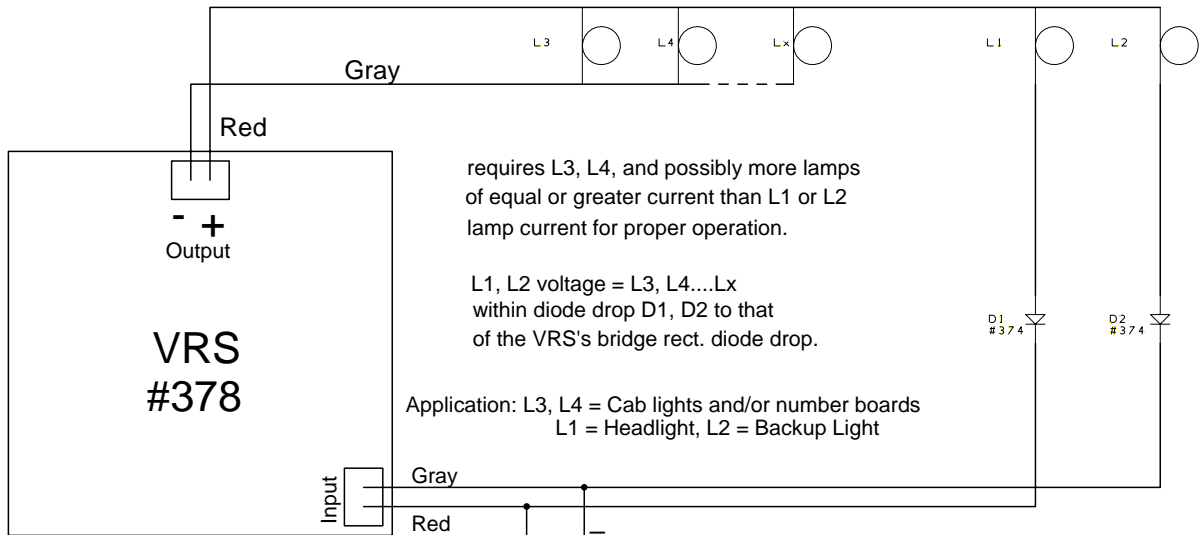 L3
L4
Lx
L1
L2
Gray
Red
requires L3, L4, and possibly more lamps
of equal or greater current than L1 or L2
lamp current for proper operation.
- +
Output
L1, L2 voltage = L3, L4....Lx
within diode drop D1, D2 to that
of the VRS's bridge rect. diode drop.
D1
#374
D2
#374
VRS
#378
Application: L3, L4 = Cab lights and/or number boards
L1 = Headlight, L2 = Backup Light
Input
Gray
Red